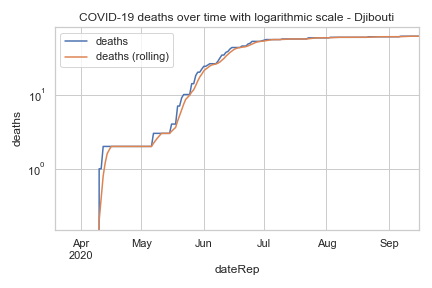 COVID-19 deaths over time with logarithmic scale - Djibouti
deaths
deaths (rolling)
10¹
10⁰
deaths
Apr
2020
May
Jun
Jul
Aug
Sep
dateRep